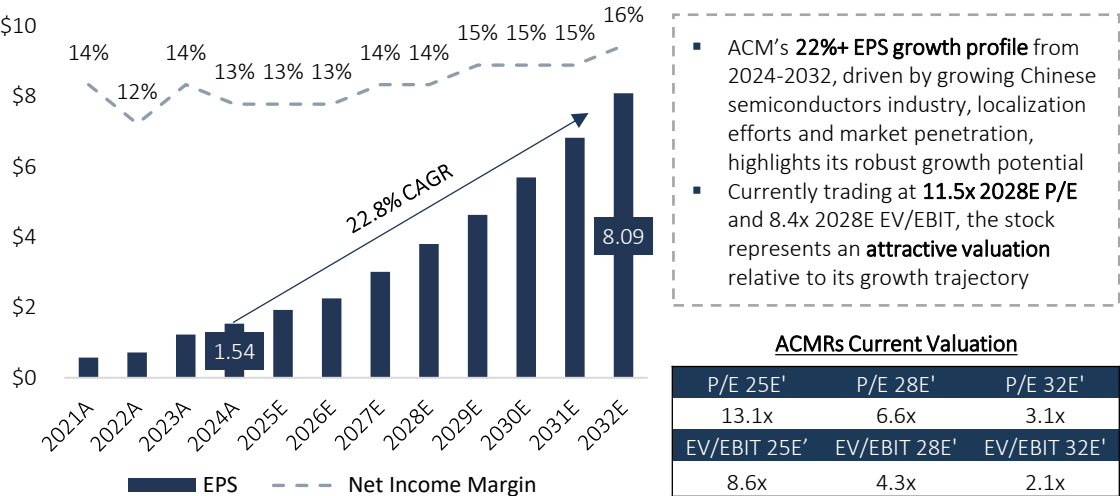 $10
$8
$6
$4
$2
$0
14%
12%
14%
13%
13%
13%
14%
14%
15%
15%
15%
16%
22.8% CAGR
1.54
8.09
2021A
2022A
2023A
2024A
2025E
2026E
2027E
2028E
2029E
2030E
2031E
2032E
EPS
Net Income Margin
▪ ACM's 22%+ EPS growth profile from
2024-2032, driven by growing Chinese
semiconductors industry, localization
efforts and market penetration,
highlights its robust growth potential
▪ Currently trading at 11.5x 2028E P/E
and 8.4x 2028E EV/EBIT, the stock
represents an attractive valuation
relative to its growth trajectory
ACMRs Current Valuation
P/E 25E' P/E 28E' P/E 32E'
13.1x 6.6x 3.1x
EV/EBIT 25E’ EV/EBIT 28E' EV/EBIT 32E'
8.6x 4.3x 2.1x